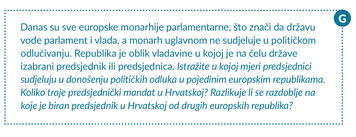 G
Danas su sve europske monarhije parlamentarne, što znači da državu
vode parlament i vlada, a monarh uglavnom ne sudjeluje u političkom
odlučivanju. Republika je oblik vladavine u kojoj je na čelu države
izabrani predsjednik ili predsjednica. Istražite u kojoj mjeri predsjednici
sudjeluju u donošenju političkih odluka u pojedinim europskim republikama.
Koliko traje predsjednički mandat u Hrvatskoj? Razlikuje li se razdoblje na
koje je biran predsjednik u Hrvatskoj od drugih europskih republika?